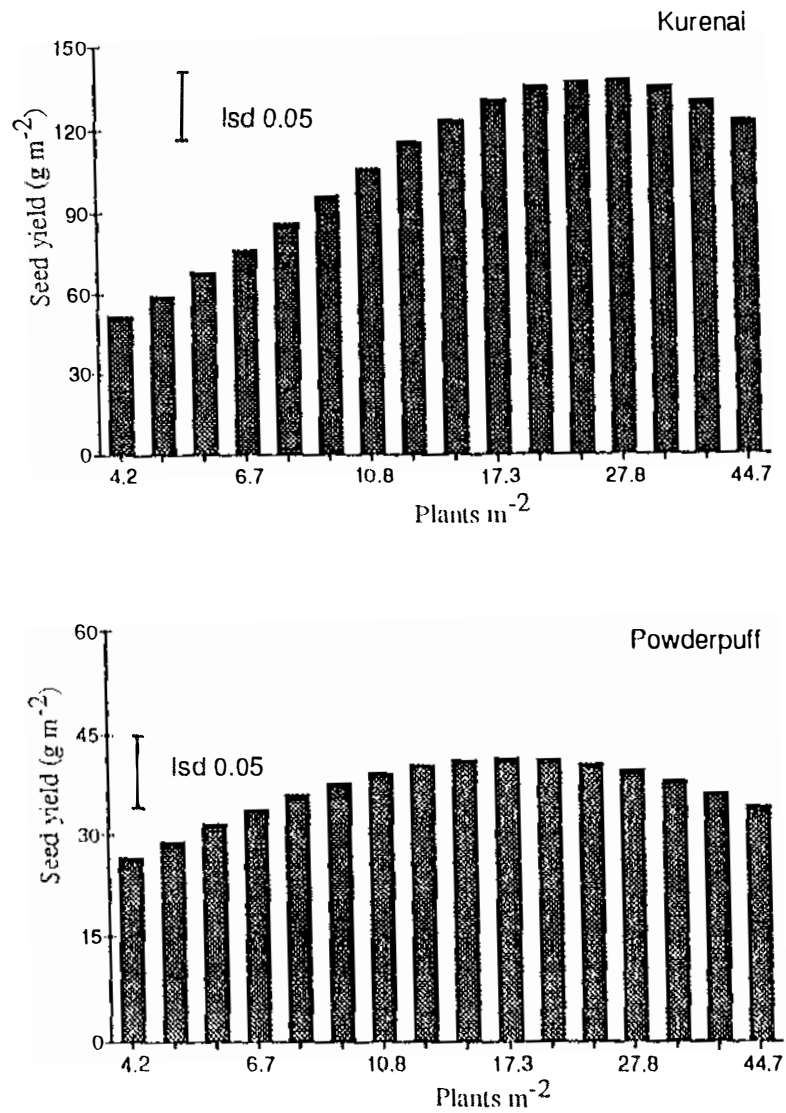 Kurenai
150
120
90
60
30
0
lsd 0.05
Seed yield (g m-2)
4.2 6.7 10.8 17.3 27.8 44.7
Plants m-2
Powderpuff
60
45
30
15
0
lsd 0.05
Seed yield (g m-2)
4.2 6.7 10.8 17.3 27.8 44.7
Plants m-2